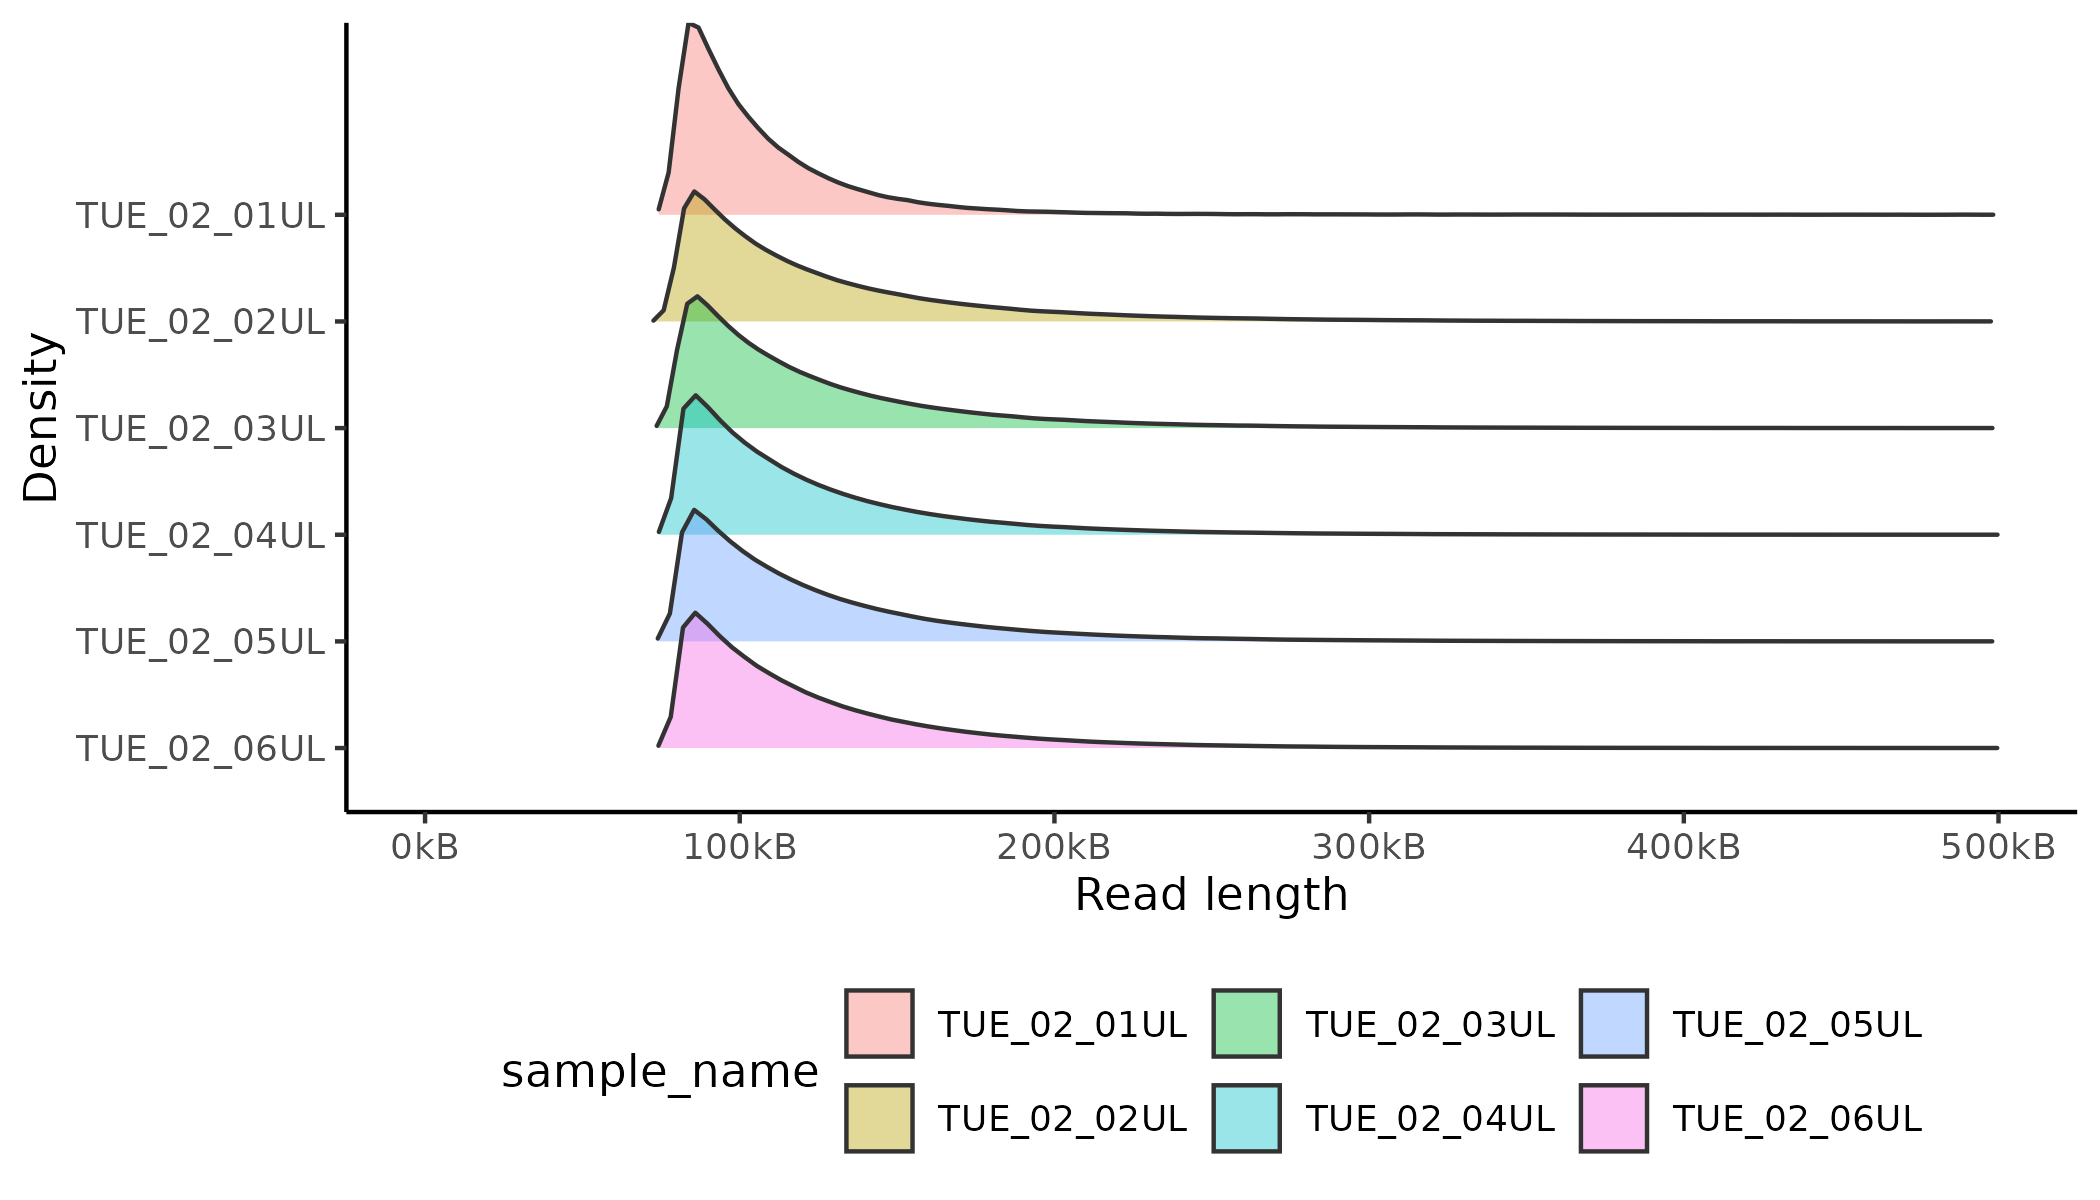 Density
TUE_02_01UL
TUE_02_02UL
TUE_02_03UL
TUE_02_04UL
TUE_02_05UL
TUE_02_06UL
0kB 100kB 200kB 300kB 400kB 500kB
Read length
sample_name
TUE_02_01UL TUE_02_03UL TUE_02_05UL
TUE_02_02UL TUE_02_04UL TUE_02_06UL